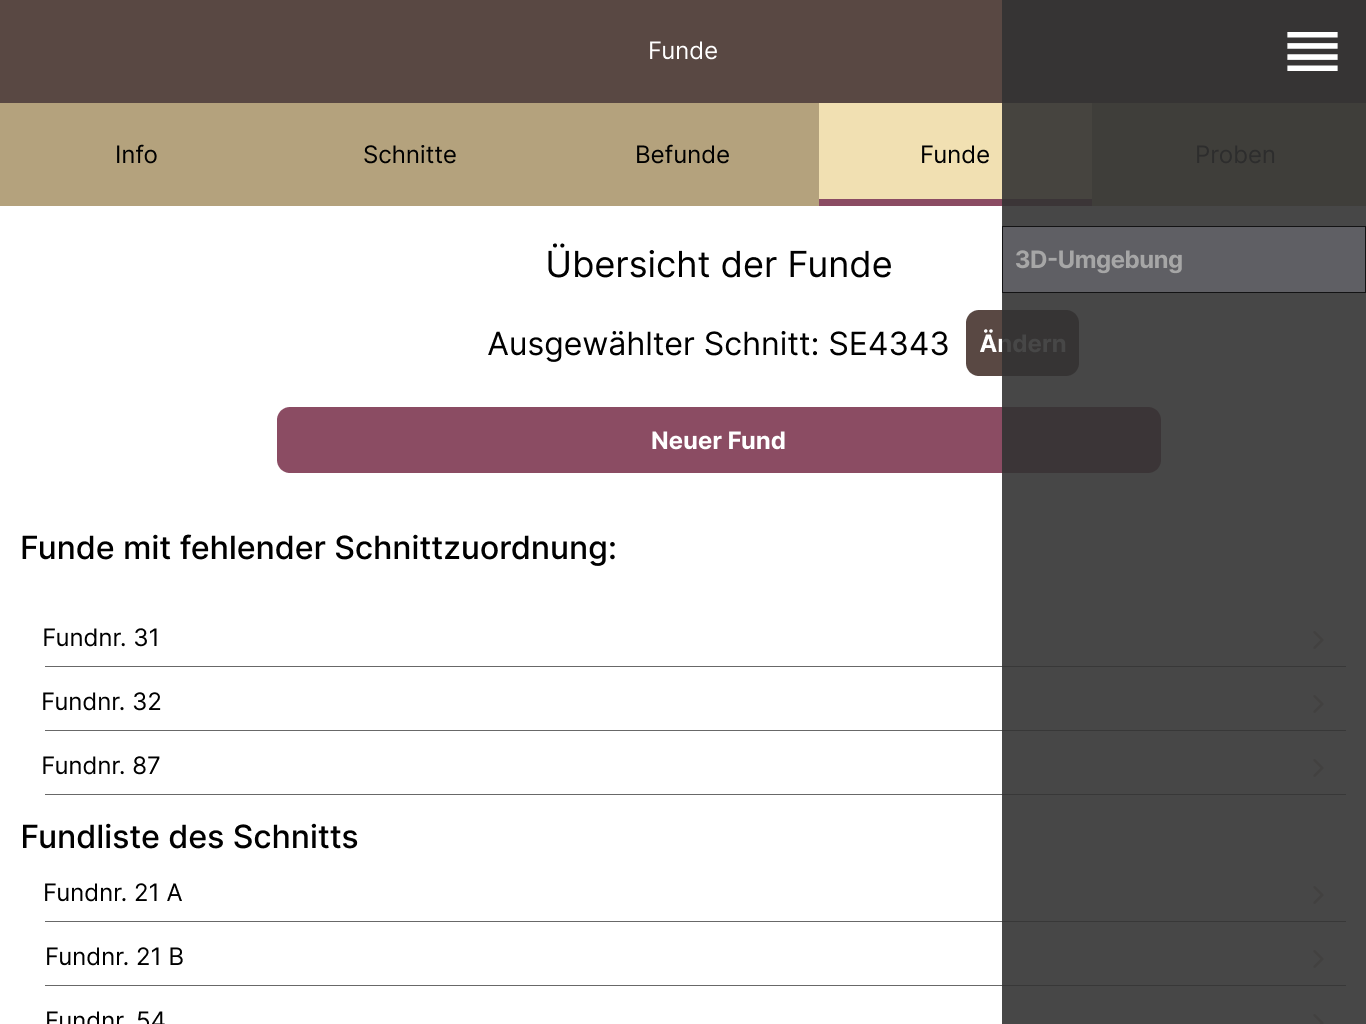 Funde
Info Schnitte Befunde Funde Proben
Übersicht der Funde
3D-Umgebung
Ausgewählter Schnitt: SE4343 Ändern
Neuer Fund
Funde mit fehlender Schnittzuordnung:
Fundnr. 31
Fundnr. 32
Fundnr. 87
Fundliste des Schnitts
Fundnr. 21 A
Fundnr. 21 B
Fundnr. 54